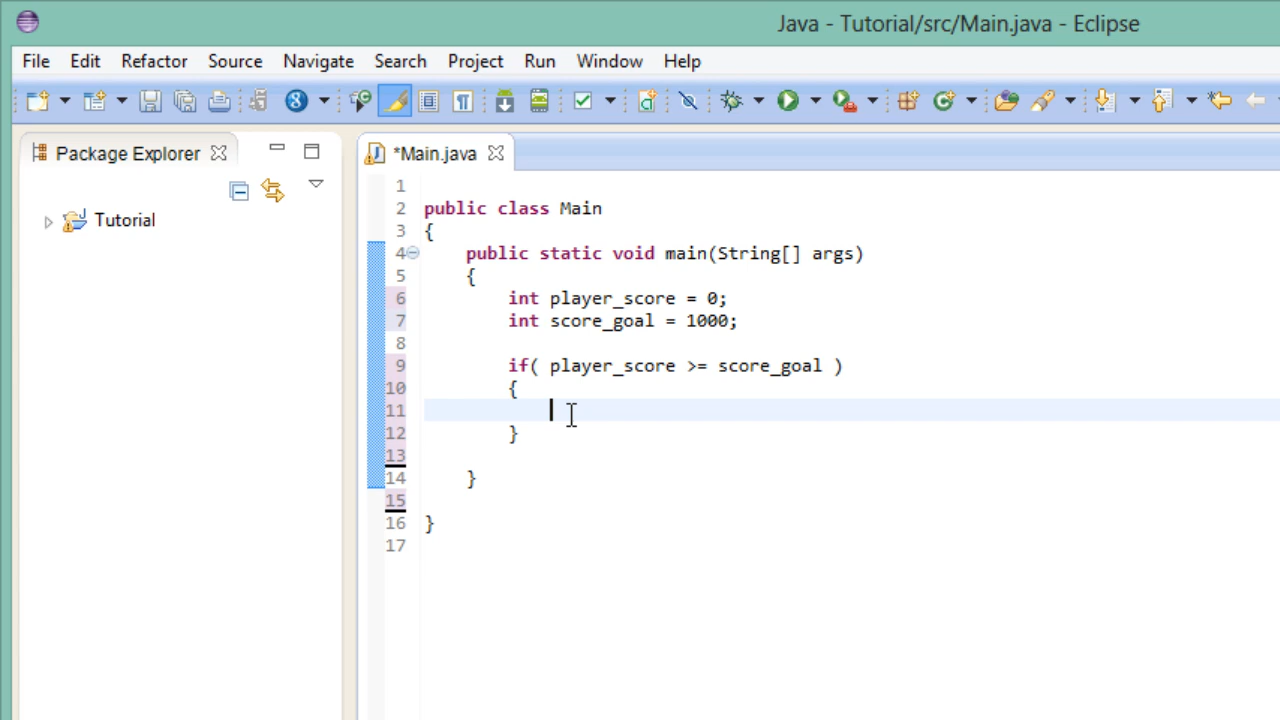 Java - Tutorial/src/Main.java - Eclipse
File Edit Refactor Source Navigate Search Project Run Window Help
Package Explorer
*Main.java
Tutorial
1
2 public class Main
3 {
4 public static void main(String[] args)
5 {
6 int player_score = 0;
7 int score_goal = 1000;
8
9 if( player_score >= score_goal )
10 {
11
12 }
13
14 }
15
16 }
17